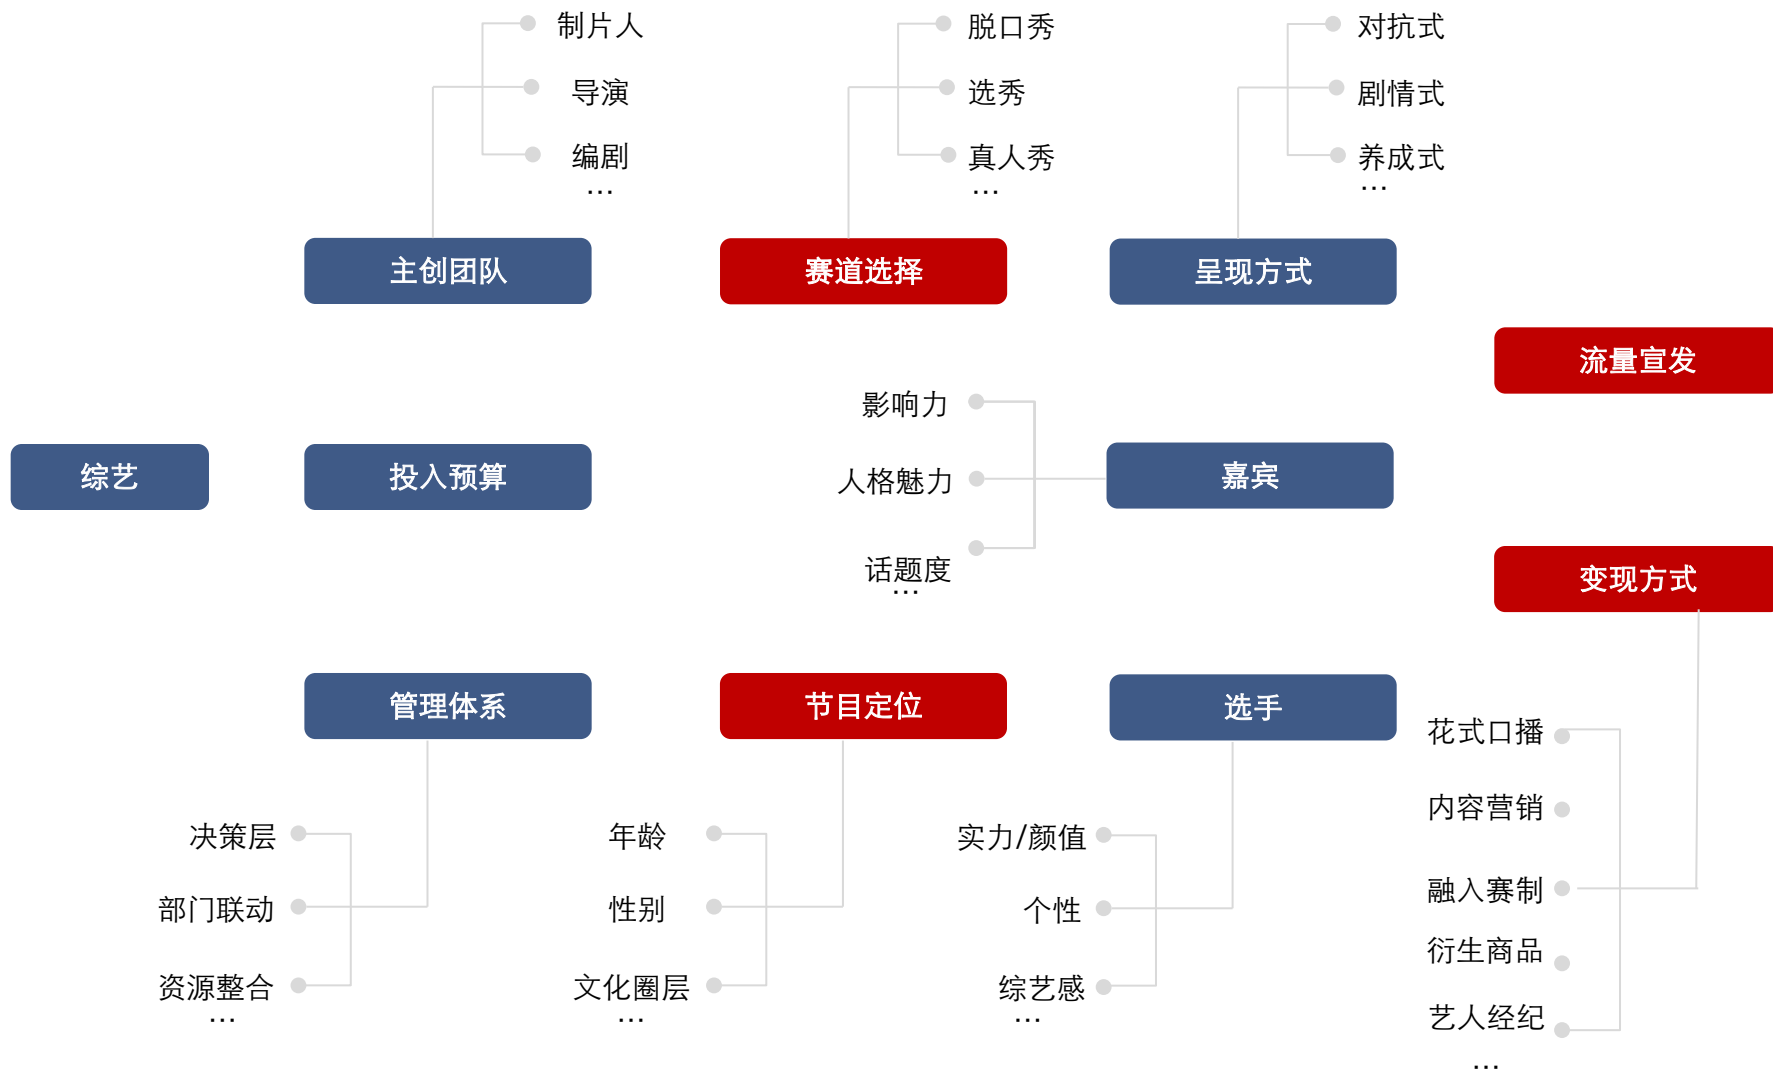 制片人
导演
编剧
...
脱口秀
选秀
真人秀
...
对抗式
剧情式
养成式
...
主创团队
赛道选择
呈现方式
流量宣发
影响力
人格魅力
话题度
...
综艺
投入预算
嘉宾
变现方式
管理体系
节目定位
选手
决策层
部门联动
资源整合
...
年龄
性别
文化圈层
...
实力/颜值
个性
综艺感
...
花式口播
内容营销
融入赛制
衍生商品
艺人经纪
...